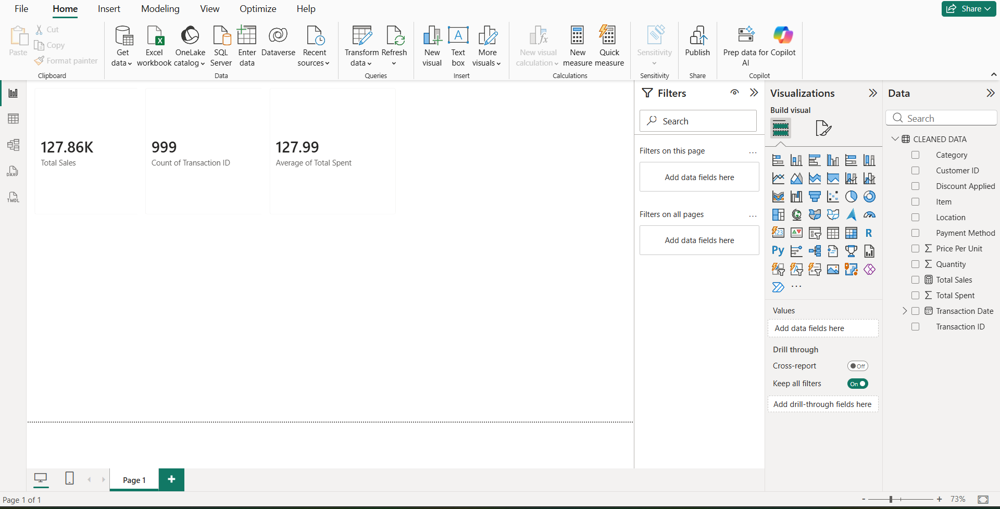 File
Home
Insert
Modeling
View
Optimize
Help
Share
Paste
Cut
Copy
Format painter
Clipboard
Get
data
Excel
workbook
OneLake
catalog
SQL
Server
Enter
data
Dataverse
Recent
sources
Data
Transform
data
Refresh
Queries
New
visual
Text
box
More
visuals
Insert
New visual
calculation
New
measure
Quick
measure
Calculations
Sensitivity
Sensitivity
Publish
Share
Prep data for
AI
Copilot
Copilot
DAX
TMDL
127.86K
Total Sales
999
Count of Transaction ID
127.99
Average of Total Spent
Filters
Search
Filters on this page
...
Add data fields here
Filters on all pages
...
Add data fields here
Visualizations
Build visual
123
R
Py
...
Values
Add data fields here
Drill through
Cross-report
Off
Keep all filters
On
Add drill-through fields here
Data
Search
CLEANED DATA
Category
Customer ID
Discount Applied
Item
Location
Payment Method
Price Per Unit
Quantity
Total Sales
Total Spent
Transaction Date
Transaction ID
Page 1
+
Page 1 of 1
- + 73%